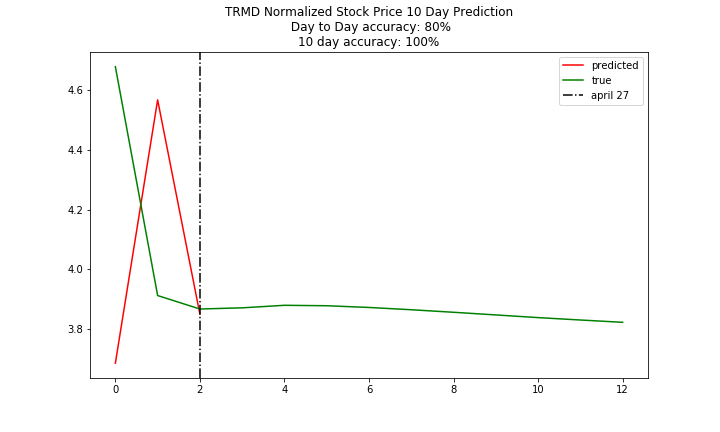 TRMD Normalized Stock Price 10 Day Prediction
Day to Day accuracy: 80%
10 day accuracy: 100%
predicted
true
april 27
4.6
4.4
4.2
4.0
3.8
0 2 4 6 8 10 12